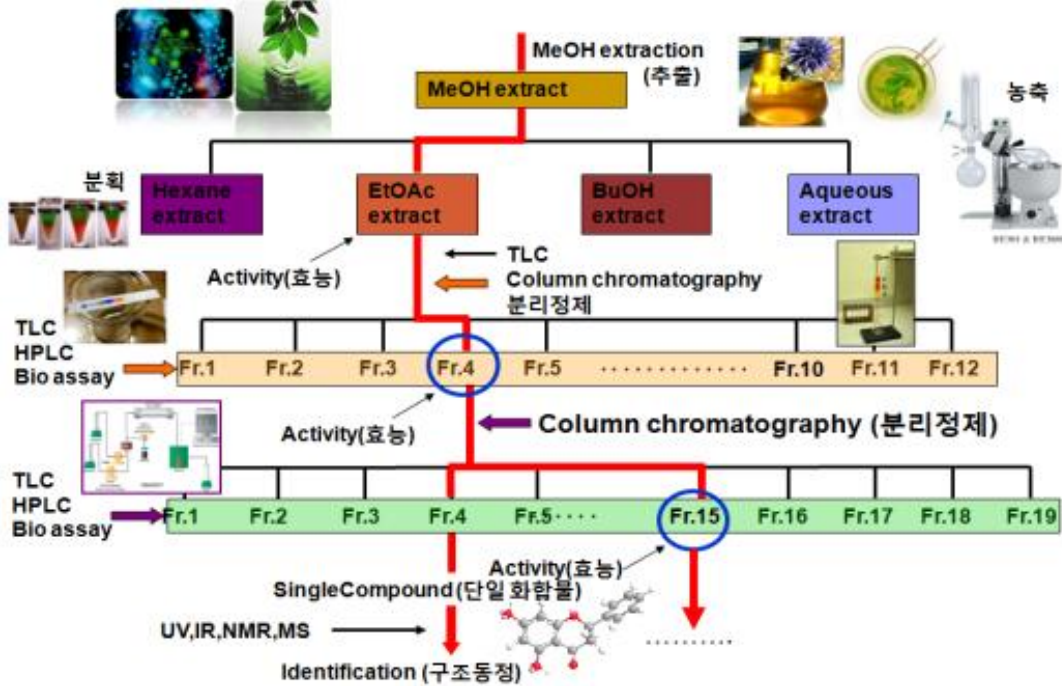 MeOH extraction
(추출)
MeOH extract
농축
분획
Hexane
extract
EtOAc
extract
BuOH
extract
Aqueous
extract
Activity(효능)
TLC
Column chromatography
분리정제
TLC
HPLC
Bio assay
Fr.1 Fr.2 Fr.3 Fr.4 Fr.5 ・・・・・・・・・・・・・・ Fr.10 Fr.11 Fr.12
Activity(효능)
Column chromatography (분리정제)
TLC
HPLC
Bio assay
Fr.1 Fr.2 Fr.3 Fr.4 Fr.5・・・・ Fr.15 Fr.16 Fr.17 Fr.18 Fr.19
Activity(효능)
SingleCompound (단일 화합물)
UV,IR,NMR,MS
Identification (구조동정)